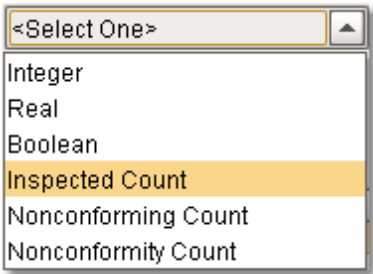 <Select One>
Integer
Real
Boolean
Inspected Count
Nonconforming Count
Nonconformity Count